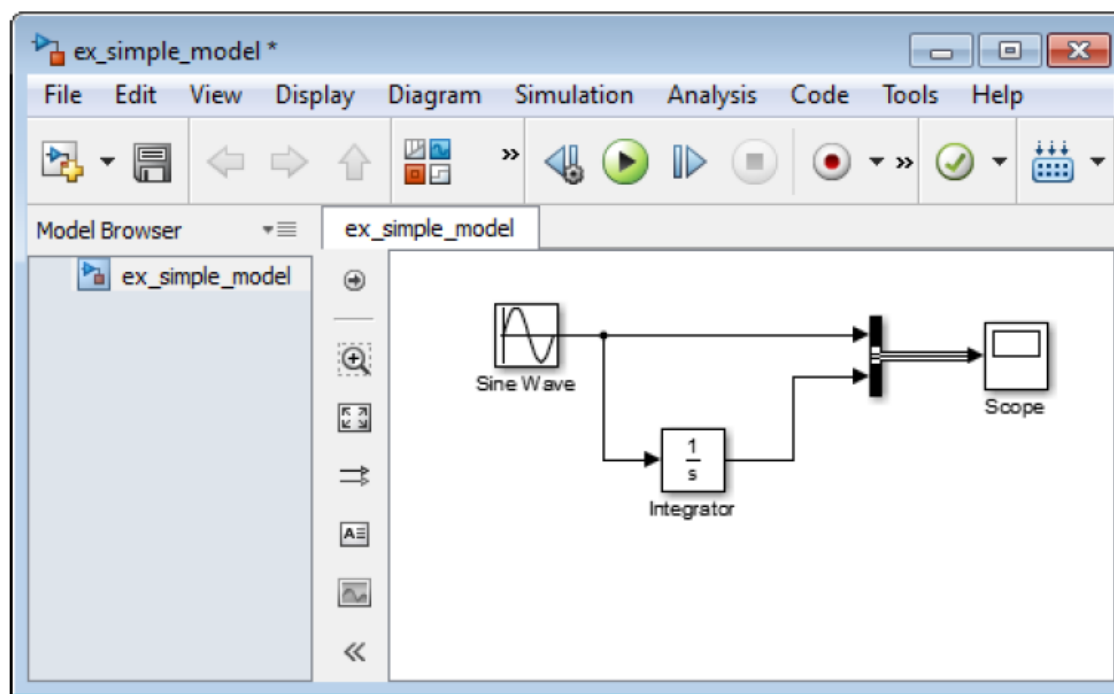 ex_simple_model *
File Edit View Display Diagram Simulation Analysis Code Tools Help
Model Browser
ex_simple_model
ex_simple_model
Sine Wave
Scope
1
s
Integrator